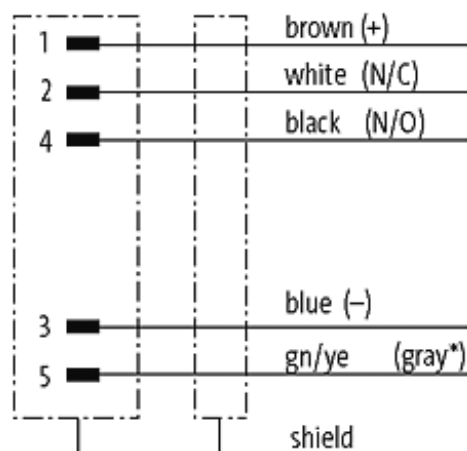 1 brown (+)
2 white (N/C)
4 black (N/O)
3 blue (–)
5 gn/ye (gray*)
shield